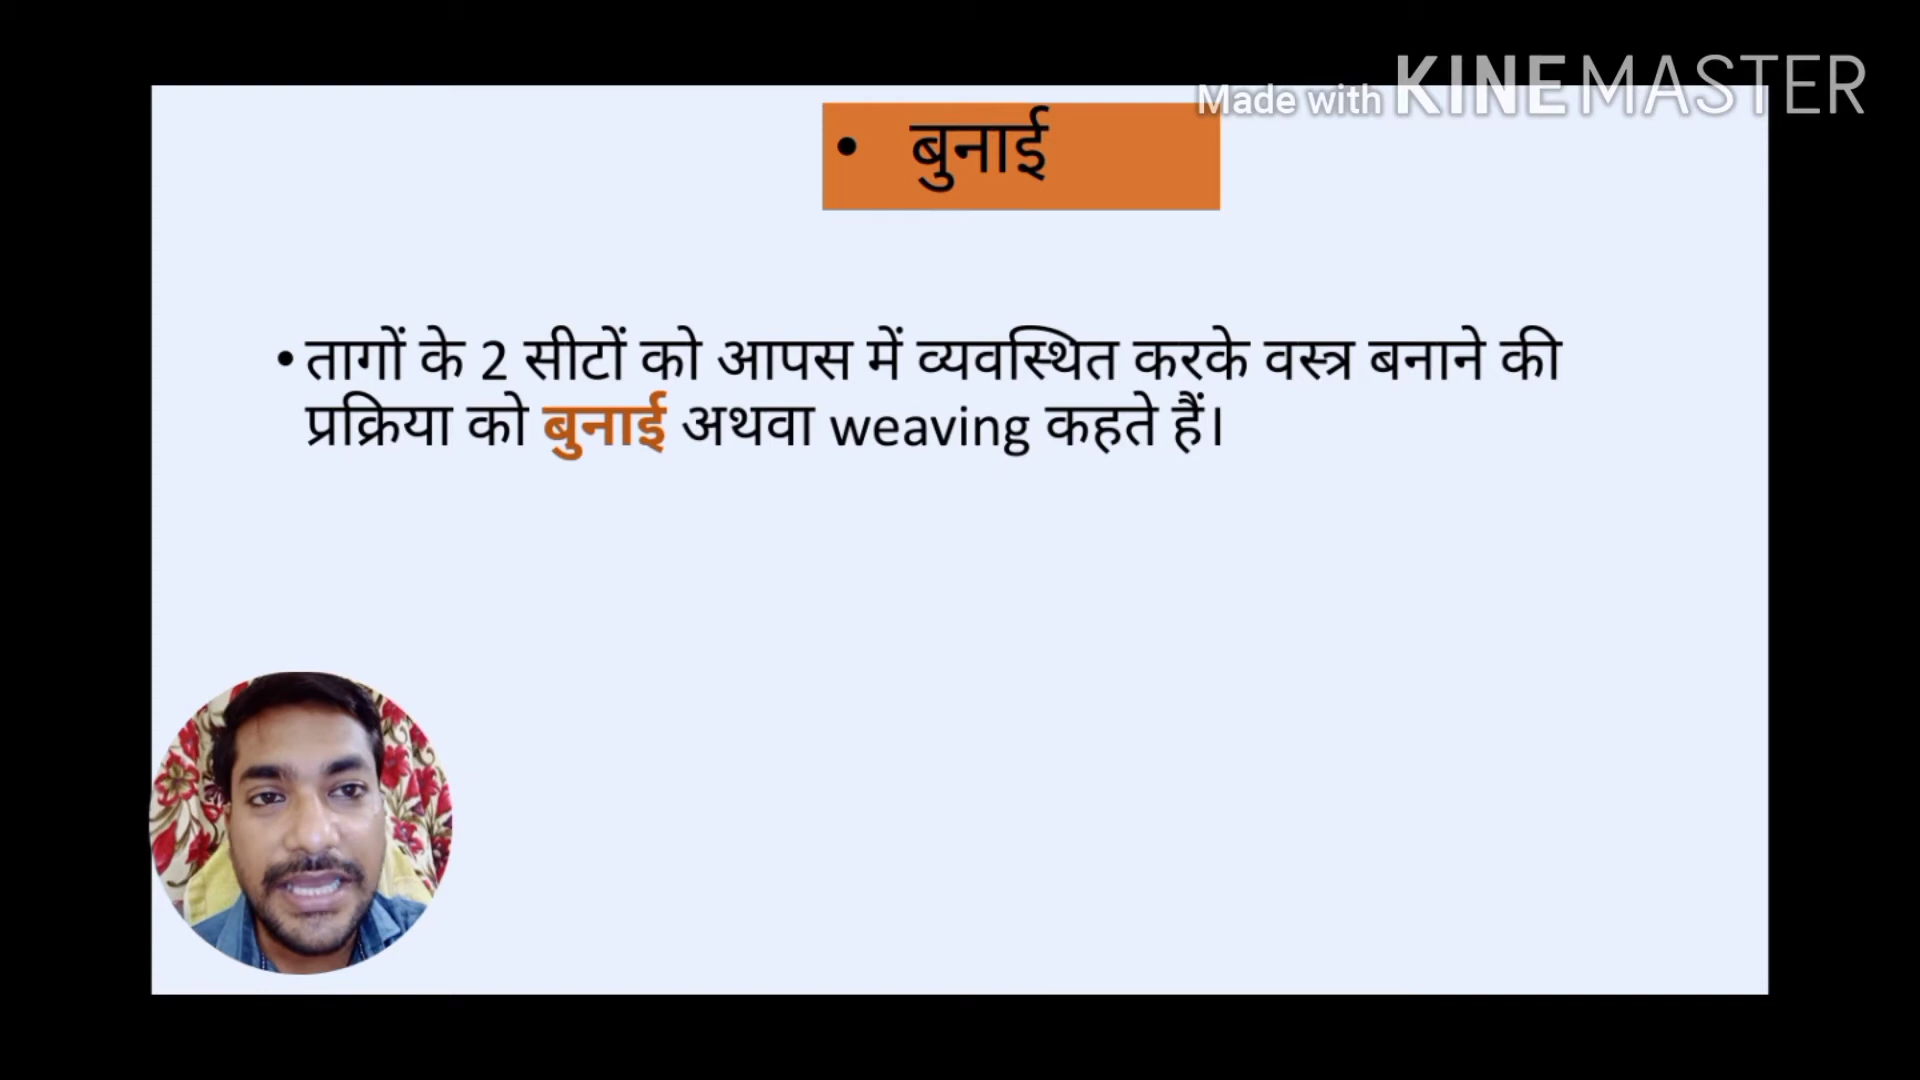 Made with KINEMASTER
• बुनाई
• तागों के 2 सीटों को आपस में व्यवस्थित करके वस्त्र बनाने की
प्रक्रिया को बुनाई अथवा weaving कहते हैं।